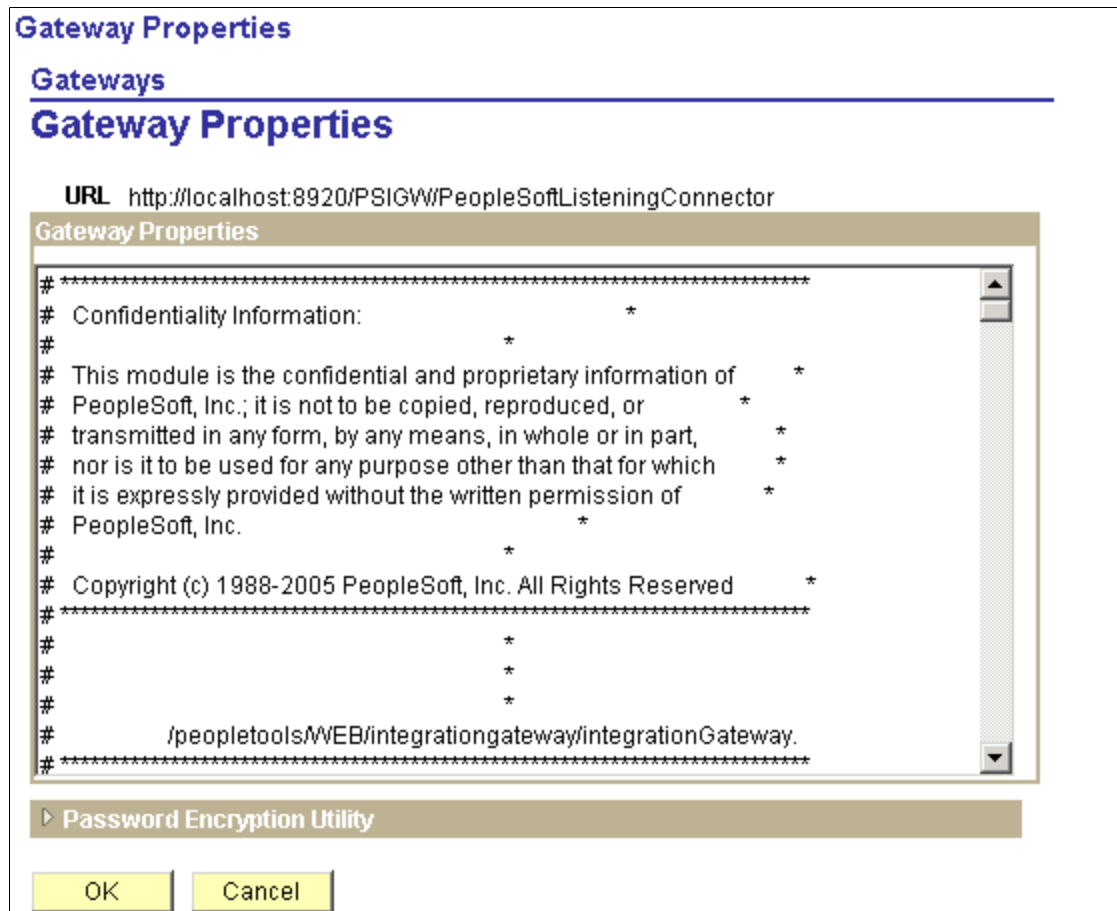 Gateway Properties
Gateways
Gateway Properties
URL http://localhost:8920/PSIGW/PeopleSoftListeningConnector
Gateway Properties
# **************************************************************************
# Confidentiality Information: *
# *
# This module is the confidential and proprietary information of *
# PeopleSoft, Inc.; it is not to be copied, reproduced, or *
# transmitted in any form, by any means, in whole or in part, *
# nor is it to be used for any purpose other than that for which *
# it is expressly provided without the written permission of *
# PeopleSoft, Inc. *
# *
# Copyright (c) 1988-2005 PeopleSoft, Inc. All Rights Reserved *
# **************************************************************************
# *
# *
# *
# /peopletools/WEB/integrationgateway/integrationGateway.
# **************************************************************************
Password Encryption Utility
OK Cancel